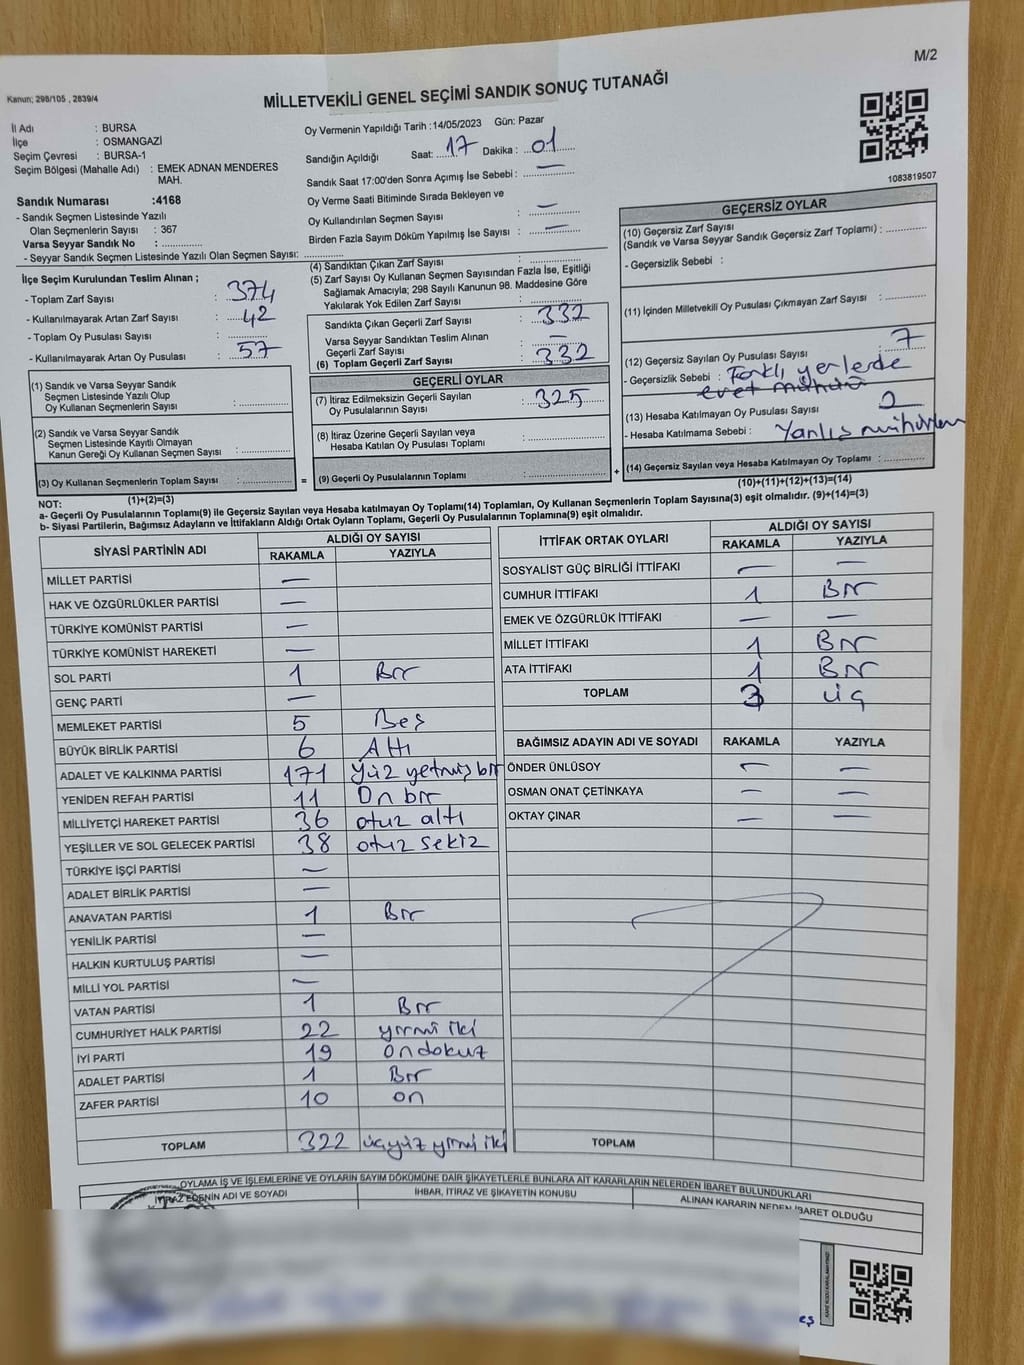 M/2
Kanun; 298/105 , 2839/4
MİLLETVEKİLİ GENEL SEÇİMİ SANDIK SONUÇ TUTANAĞI
İl Adı : BURSA
İlçe : OSMANGAZİ
Seçim Çevresi : BURSA-1
Seçim Bölgesi (Mahalle Adı) : EMEK ADNAN MENDERES
MAH.
Sandık Numarası :4168
- Sandık Seçmen Listesinde Yazılı
Olan Seçmenlerin Sayısı : 367
Varsa Seyyar Sandık No : ..............
- Seyyar Sandık Seçmen Listesinde Yazılı Olan Seçmen Sayısı: ..............
Oy Vermenin Yapıldığı Tarih :14/05/2023 Gün: Pazar
Sandığın Açıldığı Saat: 17 Dakika : 01
Sandık Saat 17:00'den Sonra Açımış İse Sebebi : —
Oy Verme Saati Bitiminde Sırada Bekleyen ve
Oy Kullandırılan Seçmen Sayısı : —
Birden Fazla Sayım Döküm Yapılmış İse Sayısı : —
1083819507
İlçe Seçim Kurulundan Teslim Alınan ;
- Toplam Zarf Sayısı : 374
- Kullanılmayarak Artan Zarf Sayısı : 42
- Toplam Oy Pusulası Sayısı : ..............
- Kullanılmayarak Artan Oy Pusulası : 57
(4) Sandıktan Çıkan Zarf Sayısı : ..............
(5) Zarf Sayısı Oy Kullanan Seçmen Sayısından Fazla İse, Eşitliği
Sağlamak Amacıyla; 298 Sayılı Kanunun 98. Maddesine Göre
Yakılarak Yok Edilen Zarf Sayısı : ..............
Sandıkta Çıkan Geçerli Zarf Sayısı : 332
Varsa Seyyar Sandıktan Teslim Alınan
Geçerli Zarf Sayısı : —
(6) Toplam Geçerli Zarf Sayısı : 332
GEÇERSİZ OYLAR
(10) Geçersiz Zarf Sayısı
(Sandık ve Varsa Seyyar Sandık Geçersiz Zarf Toplamı) : ..............
- Geçersizlik Sebebi :
(11) İçinden Milletvekili Oy Pusulası Çıkmayan Zarf Sayısı : ..............
(12) Geçersiz Sayılan Oy Pusulası Sayısı : 7
- Geçersizlik Sebebi : Farklı yerlerde
evet mühürü
(13) Hesaba Katılmayan Oy Pusulası Sayısı : 2
- Hesaba Katılmama Sebebi : Yanlış
(14) Geçersiz Sayılan veya Hesaba Katılmayan Oy Toplamı : ..............
(10)+(11)+(12)+(13)=(14)
(1) Sandık ve Varsa Seyyar Sandık
Seçmen Listesinde Yazılı Olup
Oy Kullanan Seçmenlerin Sayısı : ..............
(2) Sandık ve Varsa Seyyar Sandık
Seçmen Listesinde Kayıtlı Olmayan
Kanun Gereği Oy Kullanan Seçmen Sayısı : ..............
(3) Oy Kullanan Seçmenlerin Toplam Sayısı : ..............
(1)+(2)=(3)
=
GEÇERLİ OYLAR
(7) İtiraz Edilmeksizin Geçerli Sayılan
Oy Pusulalarının Sayısı : 325
(8) İtiraz Üzerine Geçerli Sayılan veya
Hesaba Katılan Oy Pusulası Toplamı : ..............
(9) Geçerli Oy Pusulalarının Toplamı : ..............
+
NOT:
a- Geçerli Oy Pusulalarının Toplamı(9) ile Geçersiz Sayılan veya Hesaba katılmayan Oy Toplamı(14) Toplamları, Oy Kullanan Seçmenlerin Toplam Sayısına(3) eşit olmalıdır. (9)+(14)=(3)
b- Siyasi Partilerin, Bağımsız Adayların ve İttifakların Aldığı Ortak Oyların Toplamı, Geçerli Oy Pusulalarının Toplamına(9) eşit olmalıdır.
SİYASİ PARTİNİN ADI ALDIĞI OY SAYISI
RAKAMLA YAZIYLA
MİLLET PARTİSİ —
HAK VE ÖZGÜRLÜKLER PARTİSİ —
TÜRKİYE KOMÜNİST PARTİSİ —
TÜRKİYE KOMÜNİST HAREKETİ —
SOL PARTİ 1 Bir
GENÇ PARTİ —
MEMLEKET PARTİSİ 5 Beş
BÜYÜK BİRLİK PARTİSİ 6 Altı
ADALET VE KALKINMA PARTİSİ 171 Yüz yetmiş bir
YENİDEN REFAH PARTİSİ 11 On bir
MİLLİYETÇİ HAREKET PARTİSİ 36 otuz altı
YEŞİLLER VE SOL GELECEK PARTİSİ 38 otuz sekiz
TÜRKİYE İŞÇİ PARTİSİ —
ADALET BİRLİK PARTİSİ —
ANAVATAN PARTİSİ 1 Bir
YENİLİK PARTİSİ —
HALKIN KURTULUŞ PARTİSİ —
MİLLİ YOL PARTİSİ —
VATAN PARTİSİ 1 Bir
CUMHURİYET HALK PARTİSİ 22 yirmi iki
İYİ PARTİ 19 ondokuz
ADALET PARTİSİ 1 Bir
ZAFER PARTİSİ 10 on
TOPLAM 322 üçyüz yirmi iki
İTTİFAK ORTAK OYLARI ALDIĞI OY SAYISI
RAKAMLA YAZIYLA
SOSYALİST GÜÇ BİRLİĞİ İTTİFAKI — —
CUMHUR İTTİFAKI 1 Bir
EMEK VE ÖZGÜRLÜK İTTİFAKI — —
MİLLET İTTİFAKI 1 Bir
ATA İTTİFAKI 1 Bir
TOPLAM 3 üç
BAĞIMSIZ ADAYIN ADI VE SOYADI RAKAMLA YAZIYLA
ÖNDER ÜNLÜSOY — —
OSMAN ONAT ÇETİNKAYA — —
OKTAY ÇINAR — —
TOPLAM
OYLAMA İŞ VE İŞLEMLERİNE VE OYLARIN SAYIM DÖKÜMÜNE DAİR ŞİKAYETLERLE BUNLARA AİT KARARLARIN NELERDEN İBARET BULUNDUKLARI
İTİRAZ EDENİN ADI VE SOYADI İHBAR, İTİRAZ VE ŞİKAYETİN KONUSU ALINAN KARARIN NEDEN İBARET OLDUĞU